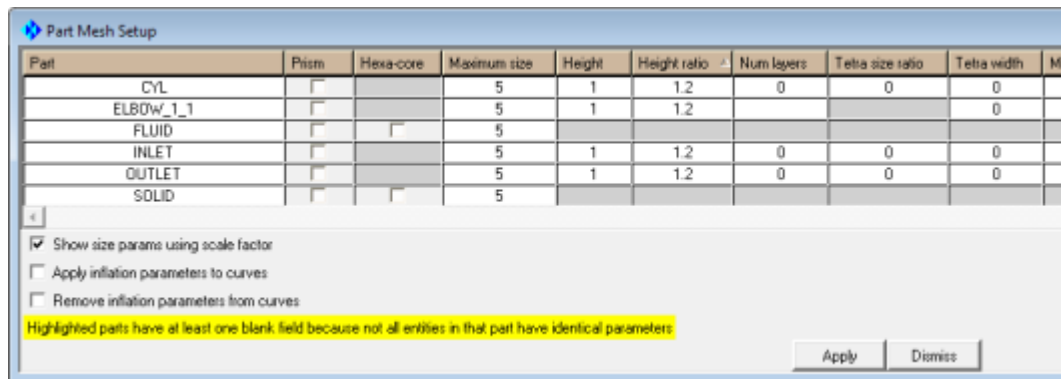 Part Mesh Setup
Part Prism Hexa-core Maximum size Height Height ratio Num layers Tetra size ratio Tetra width M
CYL 5 1 1.2 0 0 0
ELBOW_1_1 5 1 1.2 0
FLUID 5
INLET 5 1 1.2 0 0 0
OUTLET 5 1 1.2 0 0 0
SOLID 5
Show size params using scale factor
Apply inflation parameters to curves
Remove inflation parameters from curves
Highlighted parts have at least one blank field because not all entities in that part have identical parameters
Apply Dismiss